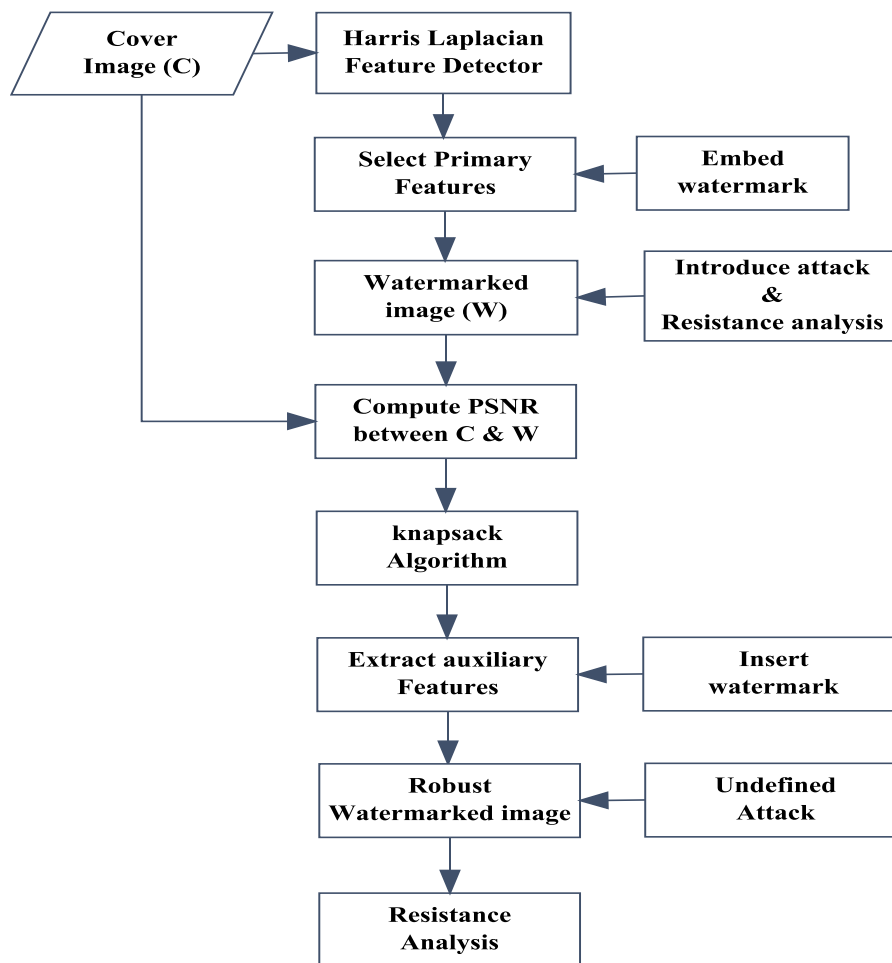 Cover
Image (C)
Harris Laplacian
Feature Detector
Select Primary
Features
Embed
watermark
Watermarked
image (W)
Introduce attack
&
Resistance analysis
Compute PSNR
between C & W
knapsack
Algorithm
Extract auxiliary
Features
Insert
watermark
Robust
Watermarked image
Undefined
Attack
Resistance
Analysis